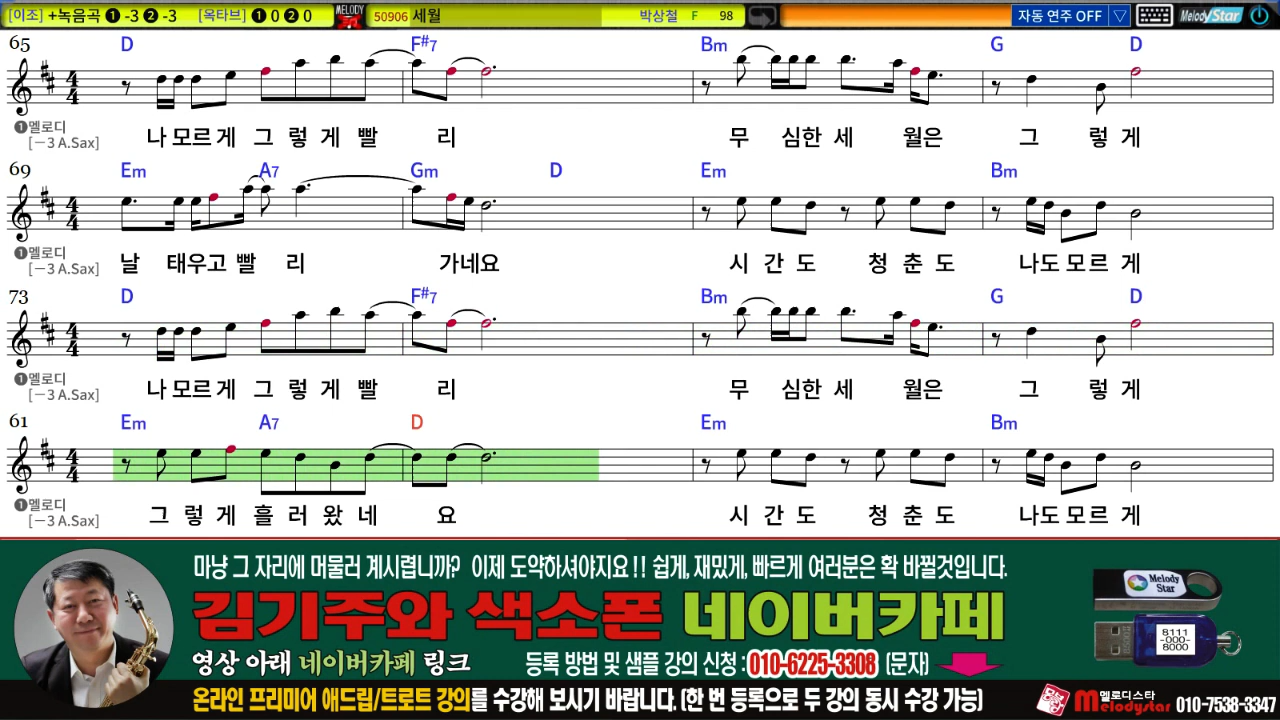 [이조] +녹음곡 ❶ -3 ❷ -3 [옥타브] ❶ 0 ❷ 0 MELODY 50906 세월 박상철 F 98 자동 연주 OFF Melody Star
65 D F#7 Bm G D
❶멜로디
[-3 A.Sax]
나 모르 게 그 렇 게 빨 리 무 심한 세 월은 그 렇 게
69 Em A7 Gm D Em Bm
❶멜로디
[-3 A.Sax]
날 태우고 빨 리 가네요 시 간 도 청 춘 도 나도 모르 게
73 D F#7 Bm G D
❶멜로디
[-3 A.Sax]
나 모르 게 그 렇 게 빨 리 무 심한 세 월은 그 렇 게
61 Em A7 D Em Bm
❶멜로디
[-3 A.Sax]
그 렇 게 흘 러 왔 네 요 시 간 도 청 춘 도 나도 모르 게
마냥 그 자리에 머물러 계시렵니까? 이제 도약하셔야지요 !! 쉽게, 재밌게, 빠르게 여러분은 확 바뀔것입니다.
김기주와 색소폰 네이버카페
영상 아래 네이버카페 링크 등록 방법 및 샘플 강의 신청 : 010-6225-3308 (문자)
온라인 프리미어 애드립/트로트 강의를 수강해 보시기 바랍니다. (한 번 등록으로 두 강의 동시 수강 가능)
Melody
Star
8111
-000-
8000
멜로디스타
Melodystar 010-7538-3347